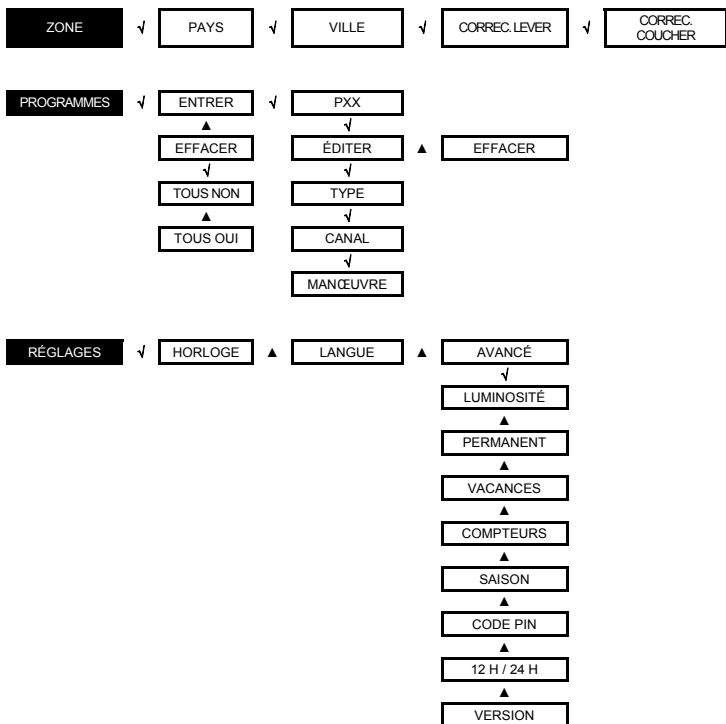 ZONE √ PAYS √ VILLE √ CORREC. LEVER √ CORREC. COUCHER
PROGRAMMES √ ENTRER √ PXX
▲ √
EFFACER ÉDITER ▲ EFFACER
√ √
TOUS NON TYPE
▲ √
TOUS OUI CANAL
√
MANŒUVRE
RÉGLAGES √ HORLOGE ▲ LANGUE ▲ AVANCÉ
√
LUMINOSITÉ
▲
PERMANENT
▲
VACANCES
▲
COMPTEURS
▲
SAISON
▲
CODE PIN
▲
12 H / 24 H
▲
VERSION